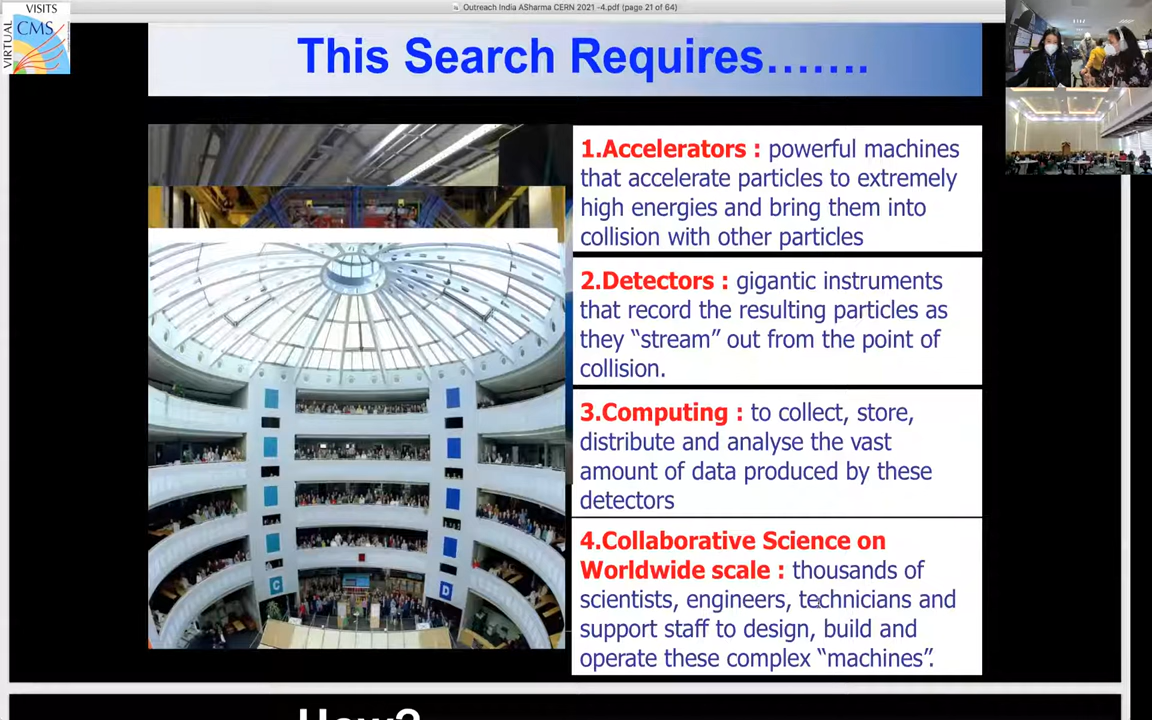 Outreach India ASharma CERN 2021 -4.pdf (page 21 of 64)
VISITS
VIRTUAL
CMS
This Search Requires.......
1.Accelerators : powerful machines
that accelerate particles to extremely
high energies and bring them into
collision with other particles
2.Detectors : gigantic instruments
that record the resulting particles as
they “stream” out from the point of
collision.
3.Computing : to collect, store,
distribute and analyse the vast
amount of data produced by these
detectors
4.Collaborative Science on
Worldwide scale : thousands of
scientists, engineers, technicians and
support staff to design, build and
operate these complex “machines”.
C
D
How?